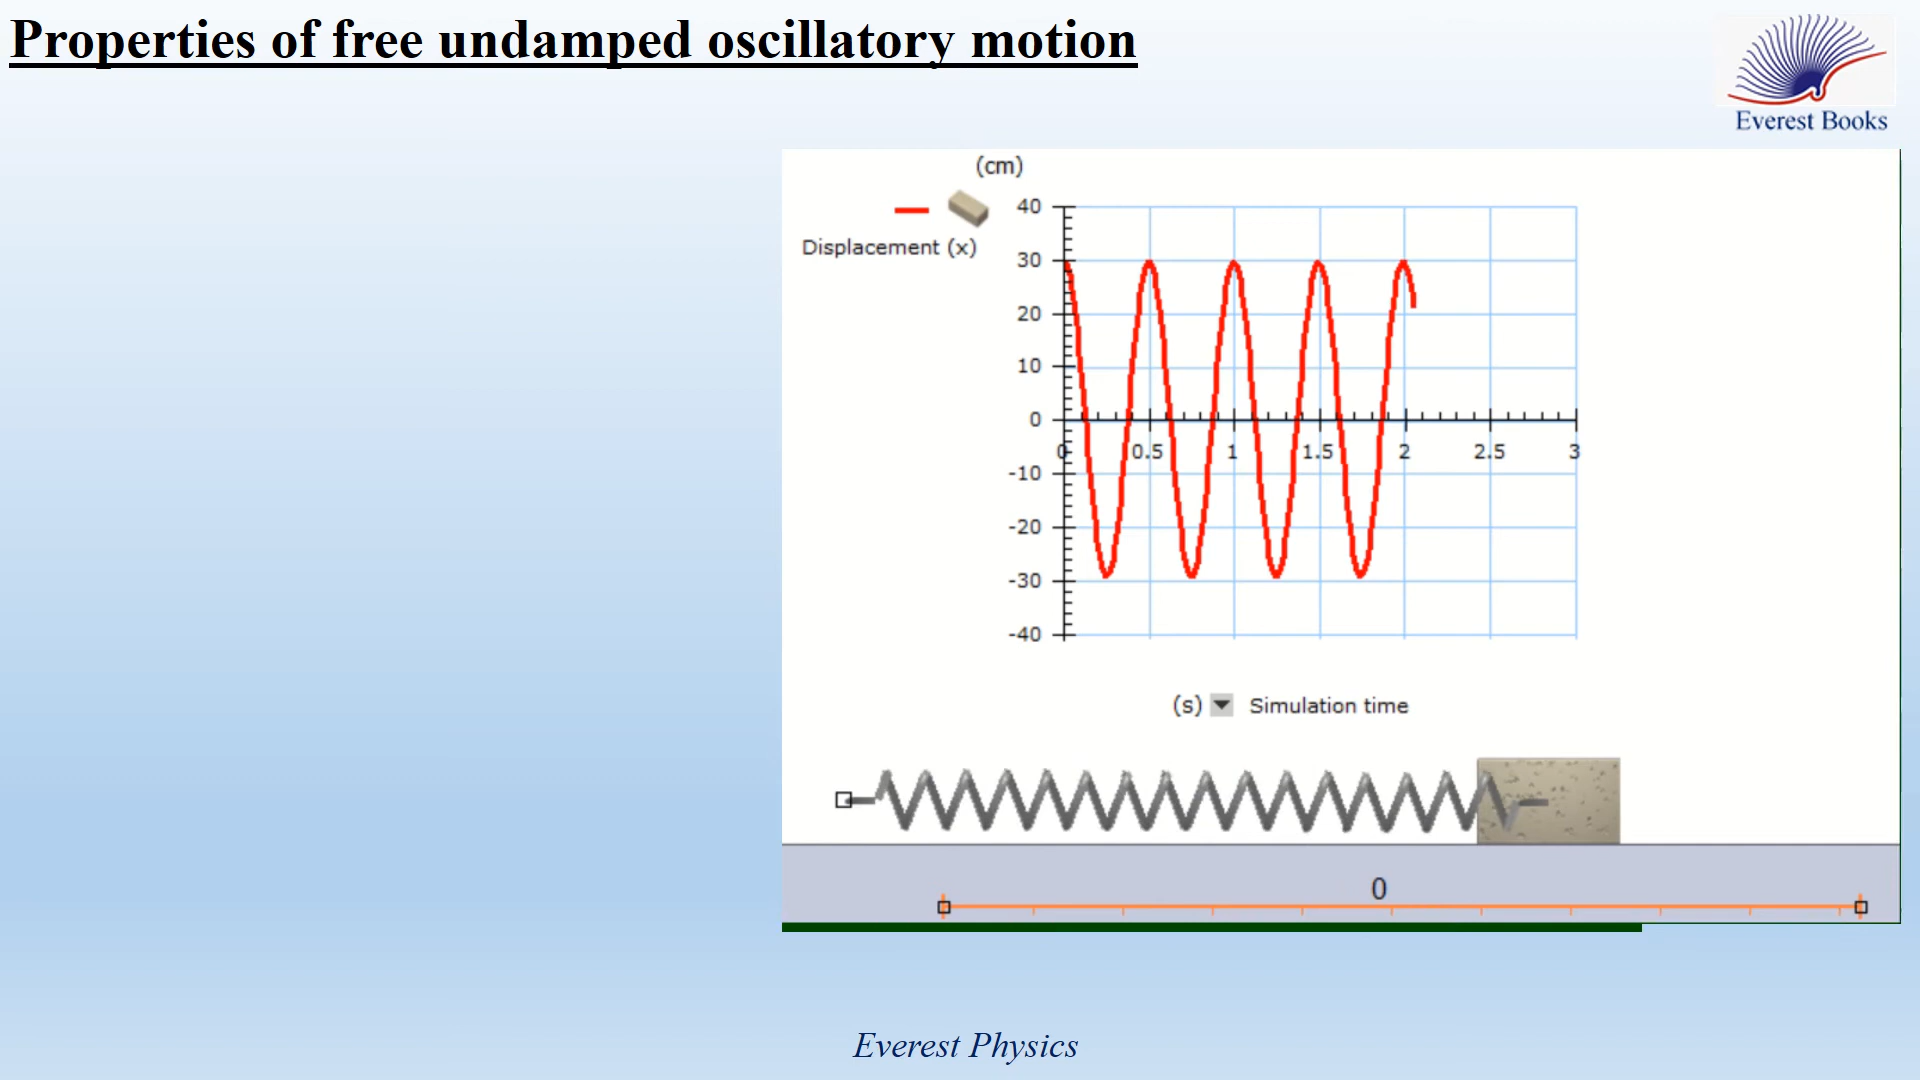 Properties of free undamped oscillatory motion
Everest Books
(cm)
40
Displacement (x)
30
20
10
0
0 0.5 1 1.5 2 2.5 3
-10
-20
-30
-40
(s) Simulation time
0
Everest Physics